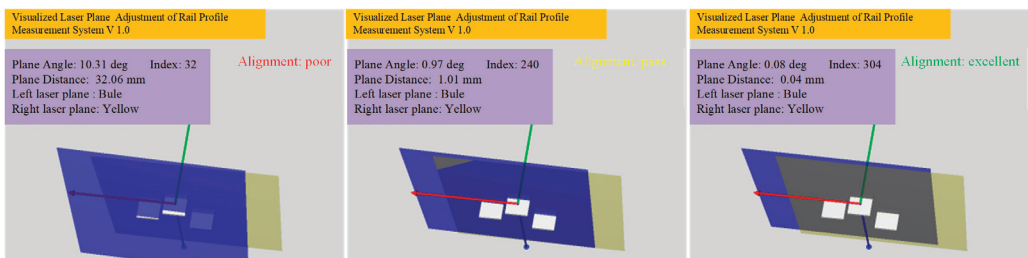 Visualized Laser Plane Adjustment of Rail Profile
Measurement System V 1.0
Plane Angle: 10.31 deg Index: 32
Plane Distance: 32.06 mm
Left laser plane : Bule
Right laser plane: Yellow
Alignment: poor
Visualized Laser Plane Adjustment of Rail Profile
Measurement System V 1.0
Plane Angle: 0.97 deg Index: 240
Plane Distance: 1.01 mm
Left laser plane : Bule
Right laser plane: Yellow
Alignment:
Visualized Laser Plane Adjustment of Rail Profile
Measurement System V 1.0
Plane Angle: 0.08 deg Index: 304
Plane Distance: 0.04 mm
Left laser plane : Bule
Right laser plane: Yellow
Alignment: excellent